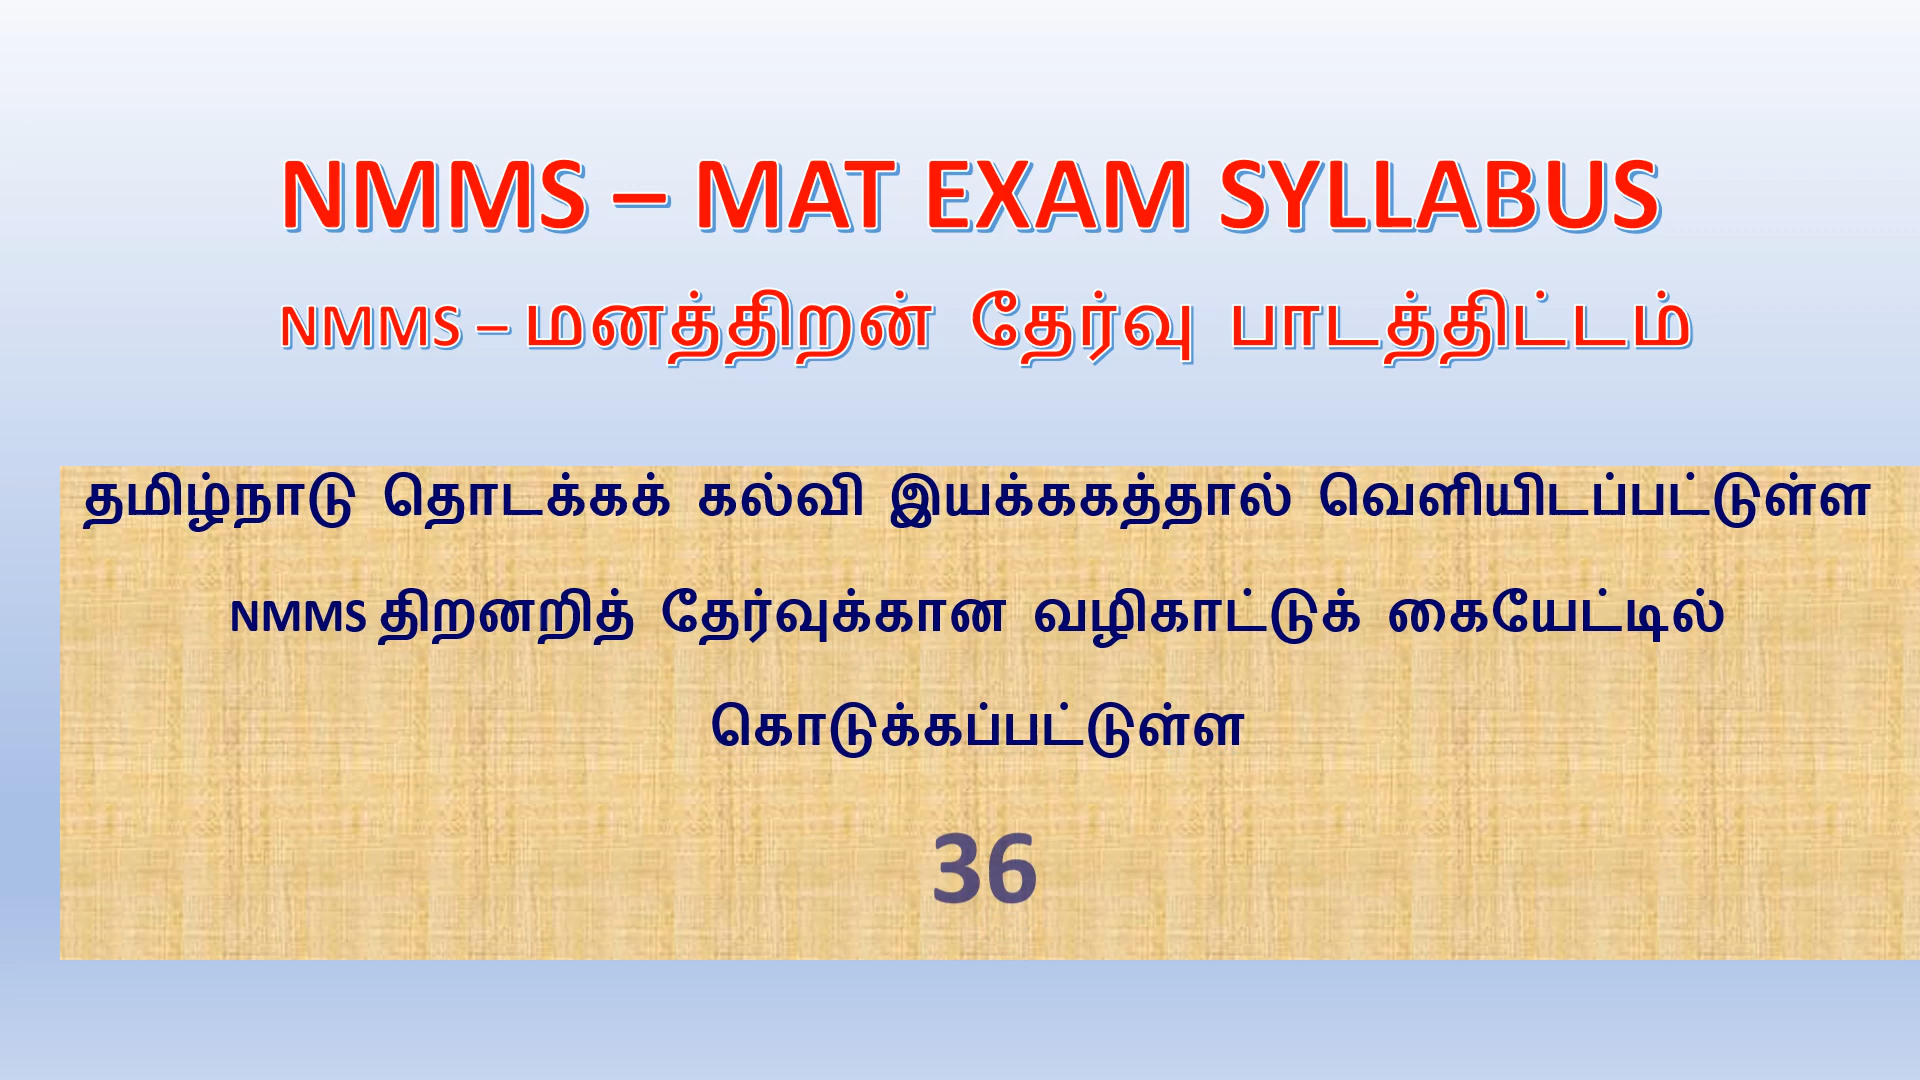 NMMS – MAT EXAM SYLLABUS
NMMS – மனத்திறன் தேர்வு பாடத்திட்டம்
தமிழ்நாடு தொடக்கக் கல்வி இயக்ககத்தால் வெளியிடப்பட்டுள்ள
NMMS திறனறித் தேர்வுக்கான வழிகாட்டுக் கையேட்டில்
கொடுக்கப்பட்டுள்ள
36